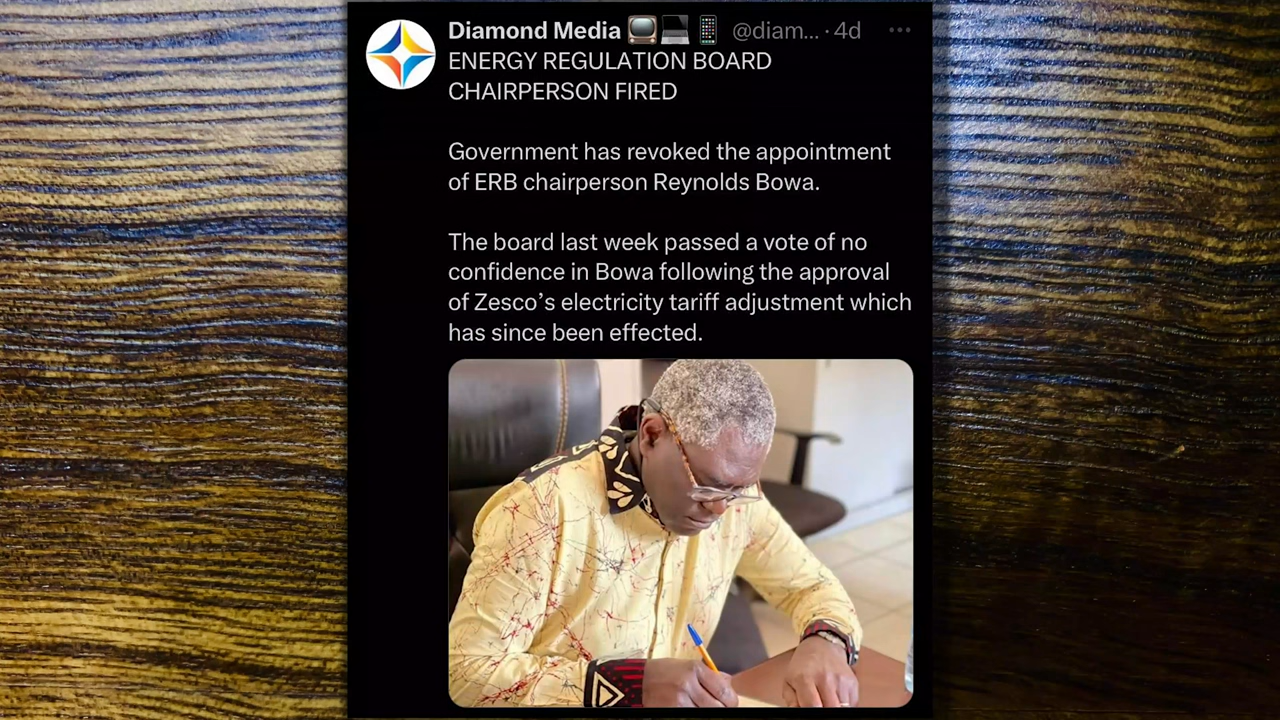 Diamond Media @diam... · 4d
ENERGY REGULATION BOARD
CHAIRPERSON FIRED
Government has revoked the appointment
of ERB chairperson Reynolds Bowa.
The board last week passed a vote of no
confidence in Bowa following the approval
of Zesco’s electricity tariff adjustment which
has since been effected.